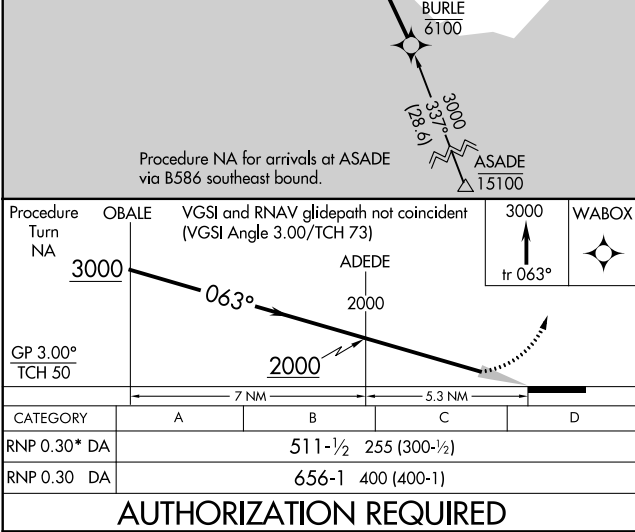 BURLE
6100
3000
337°
(28.6)
Procedure NA for arrivals at ASADE
via B586 southeast bound.
ASADE
15100
Procedure
Turn
NA
OBALE
VGSI and RNAV glidepath not coincident
(VGSI Angle 3.00/TCH 73)
3000
tr 063°
WABOX
3000
063°
ADEDE
2000
2000
GP 3.00°
TCH 50
7 NM
5.3 NM
CATEGORY A B C D
RNP 0.30* DA 511-½ 255 (300-½)
RNP 0.30 DA 656-1 400 (400-1)
AUTHORIZATION REQUIRED